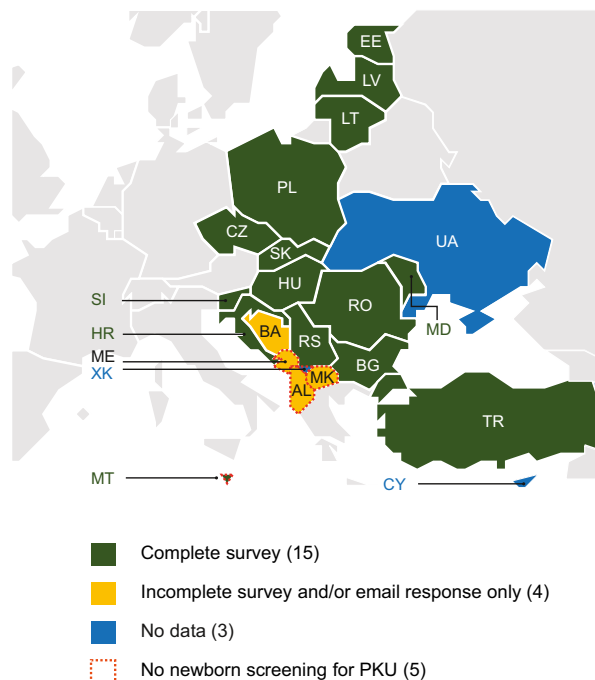 EE
LV
LT
PL
CZ
UA
SK
HU
SI
RO
MD
HR
BA
RS
ME
XK
BG
MK
AL
TR
MT
CY
Complete survey (15)
Incomplete survey and/or email response only (4)
No data (3)
No newborn screening for PKU (5)